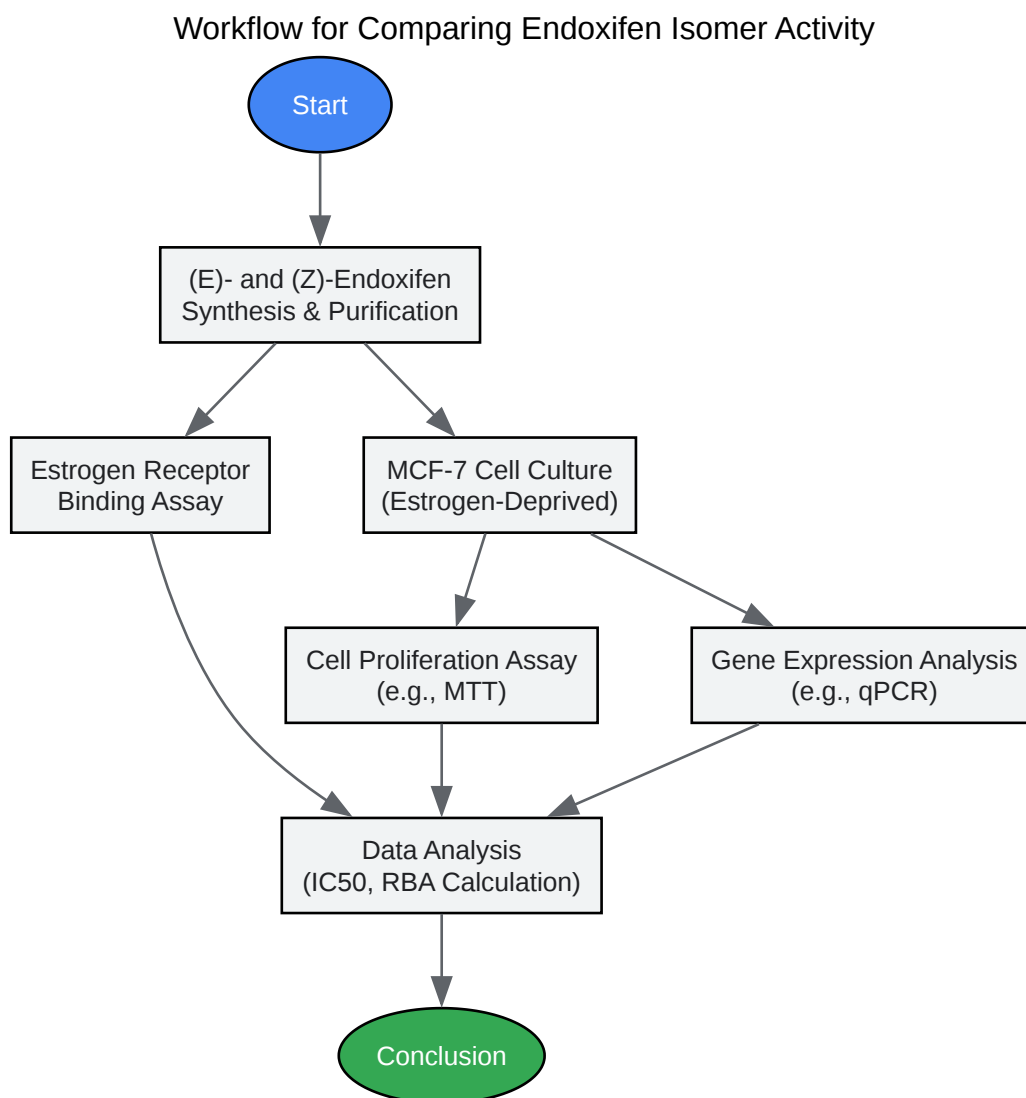 Workflow for Comparing Endoxifen Isomer Activity
Start
(E)- and (Z)-Endoxifen
Synthesis & Purification
Estrogen Receptor
Binding Assay
MCF-7 Cell Culture
(Estrogen-Deprived)
Cell Proliferation Assay
(e.g., MTT)
Gene Expression Analysis
(e.g., qPCR)
Data Analysis
(IC50, RBA Calculation)
Conclusion